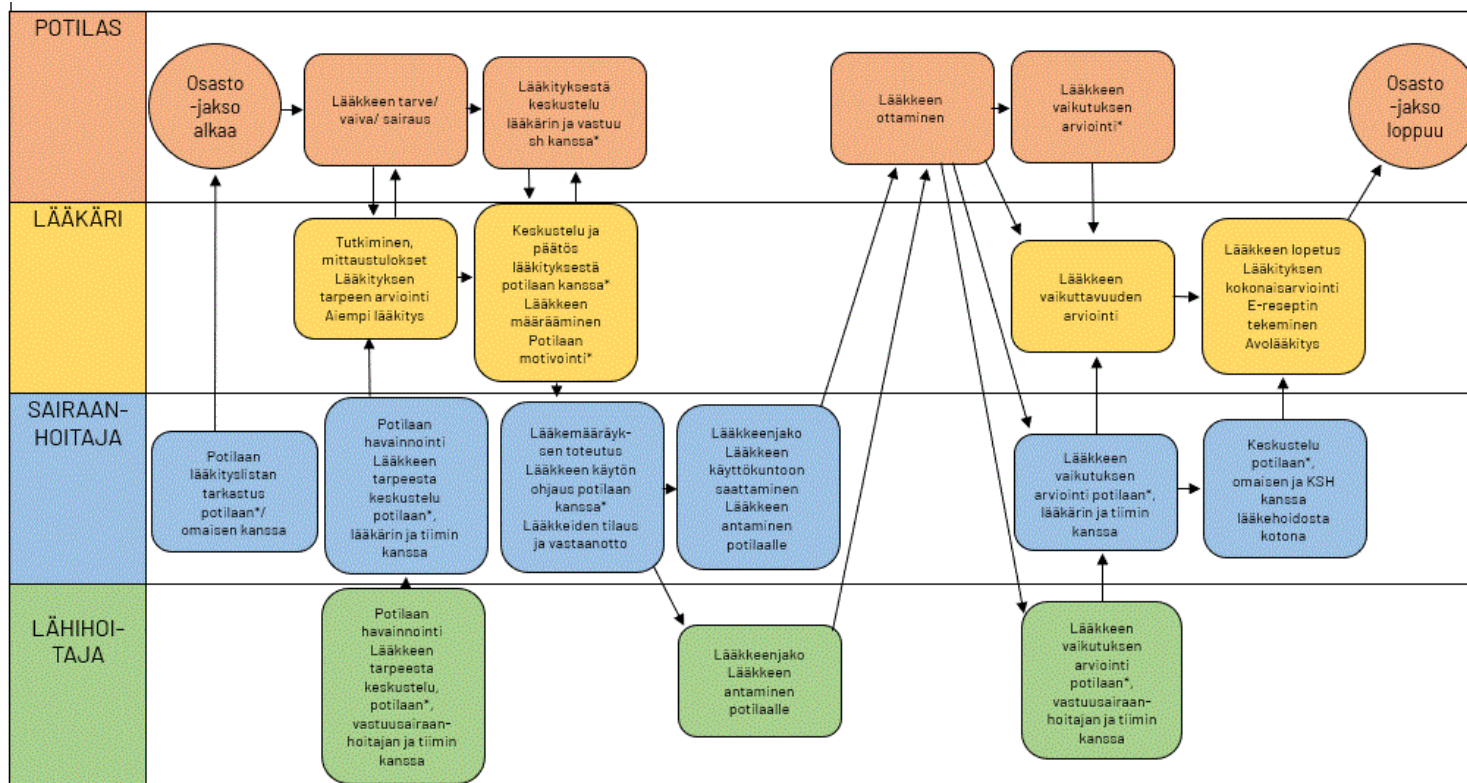 POTILAS
Osasto
-jakso
alkaa
Lääkkeen tarve/
vaiva/ sairaus
Lääkityksestä
keskustelu
lääkärin ja vastuu
sh kanssa*
Lääkkeen
ottaminen
Lääkkeen
vaikutuksen
arviointi*
Osasto
-jakso
loppuu
LÄÄKÄRI
Tutkiminen,
mittaustulokset
Lääkityksen
tarpeen arviointi
Aiempi lääkitys
Keskustelu ja
päätös
lääkityksestä
potilaan kanssa*
Lääkkeen
määrääminen
Potilaan
motivointi*
Lääkkeen
vaikuttavuuden
arviointi
Lääkkeen lopetus
Lääkityksen
kokonaisarviointi
E-reseptin
tekeminen
Avolääkitys
SAIRAAN-
HOITAJA
Potilaan
lääkityslistan
tarkastus
potilaan*/
omaisen kanssa
Potilaan
havainnointi
Lääkkeen
tarpeesta
keskustelu
potilaan*,
lääkärin ja tiimin
kanssa
Lääkemääräyk-
sen toteutus
Lääkkeen käytön
ohjaus potilaan
kanssa*
Lääkkeiden tilaus
ja vastaanotto
Lääkkeenjako
Lääkkeen
käyttökuntoon
saattaminen
Lääkkeen
antaminen
potilaalle
Lääkkeen
vaikutuksen
arviointi potilaan*,
lääkärin ja tiimin
kanssa
Keskustelu
potilaan*,
omaisen ja KSH
kanssa
lääkehoidosta
kotona
LÄHIHOI-
TAJA
Potilaan
havainnointi
Lääkkeen
tarpeesta
keskustelu,
potilaan*,
vastuusairaan-
hoitajan ja tiimin
kanssa
Lääkkeenjako
Lääkkeen
antaminen
potilaalle
Lääkkeen
vaikutuksen
arviointi
potilaan*,
vastuusairaan-
hoitajan ja tiimin
kanssa